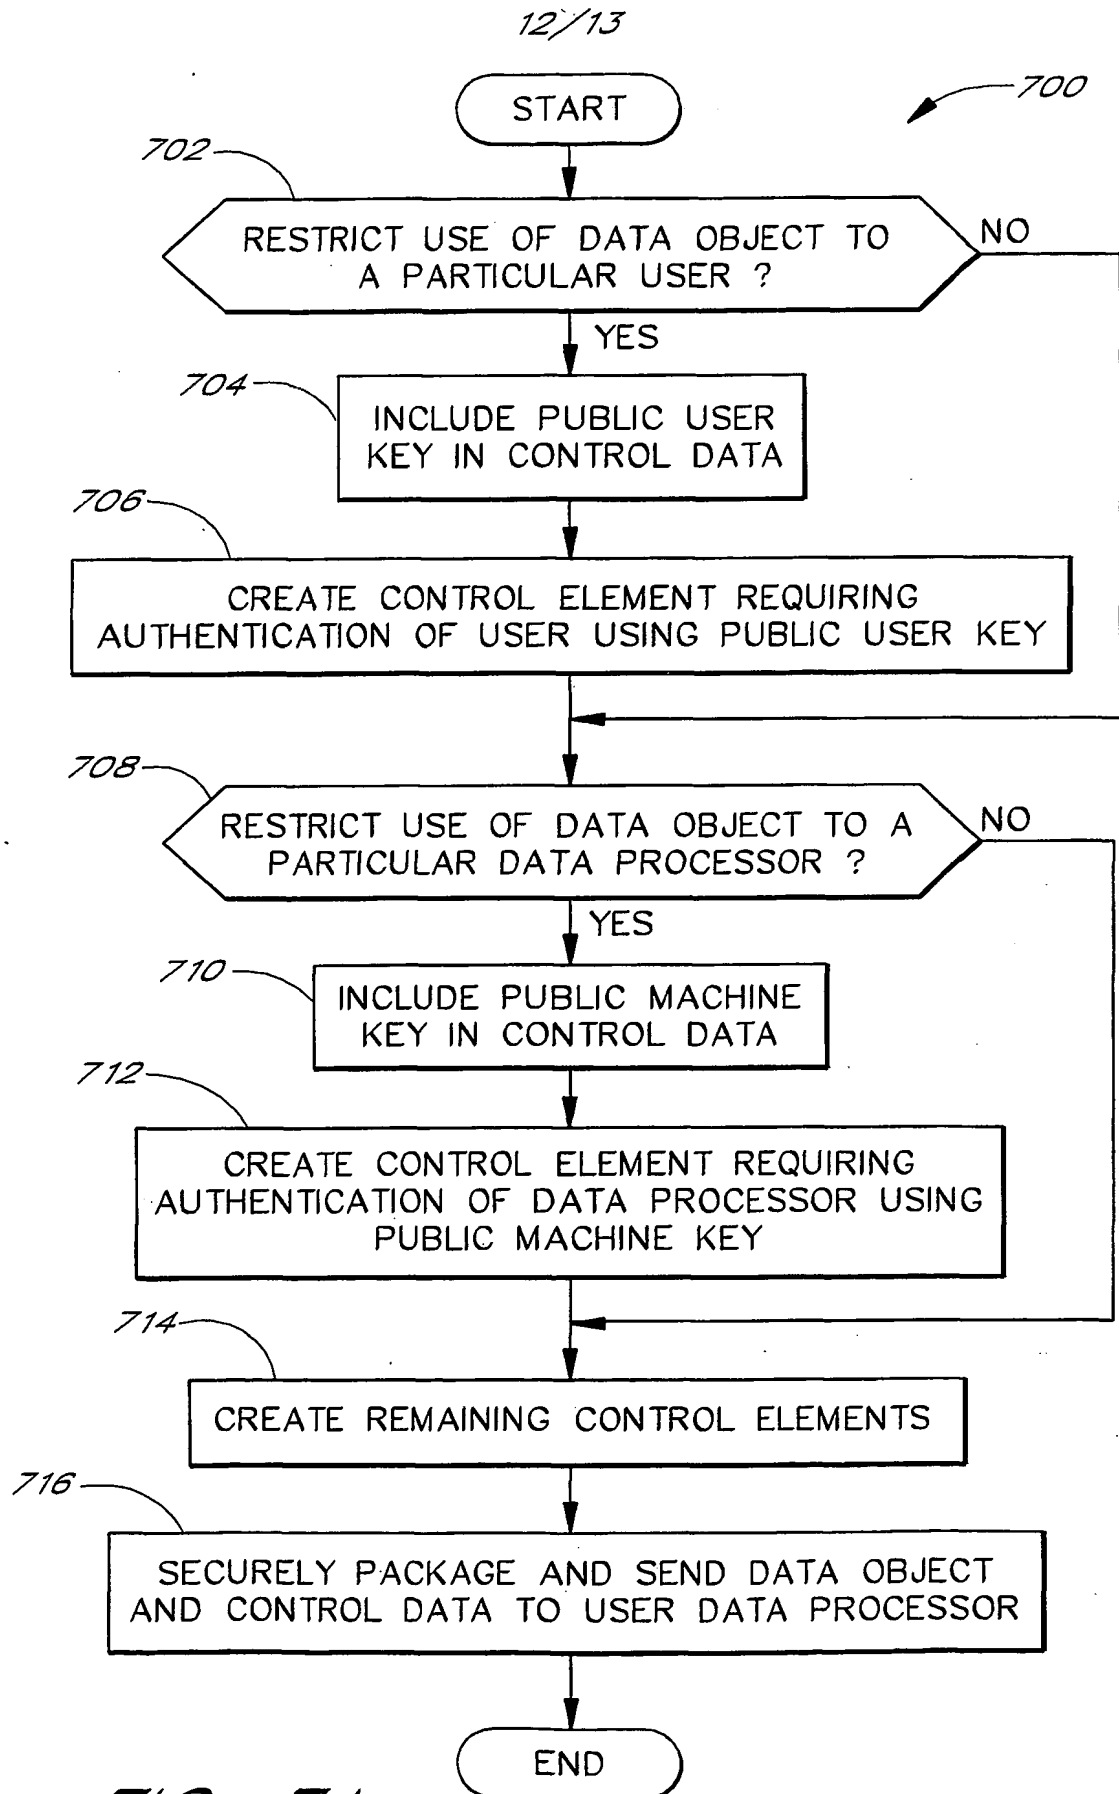 12/13
START
700
702
RESTRICT USE OF DATA OBJECT TO
A PARTICULAR USER ?
NO
YES
704
INCLUDE PUBLIC USER
KEY IN CONTROL DATA
706
CREATE CONTROL ELEMENT REQUIRING
AUTHENTICATION OF USER USING PUBLIC USER KEY
708
RESTRICT USE OF DATA OBJECT TO A
PARTICULAR DATA PROCESSOR ?
NO
YES
710
INCLUDE PUBLIC MACHINE
KEY IN CONTROL DATA
712
CREATE CONTROL ELEMENT REQUIRING
AUTHENTICATION OF DATA PROCESSOR USING
PUBLIC MACHINE KEY
714
CREATE REMAINING CONTROL ELEMENTS
716
SECURELY PACKAGE AND SEND DATA OBJECT
AND CONTROL DATA TO USER DATA PROCESSOR
END